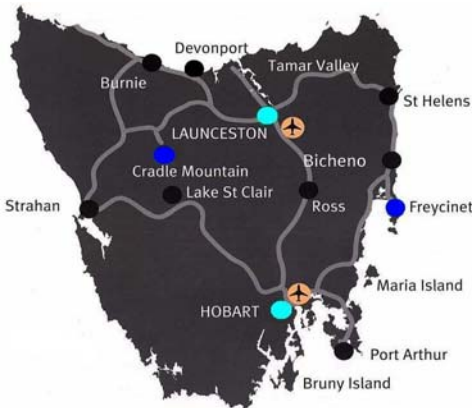 Devonport
Tamar Valley
Burnie
St Helens
LAUNCESTON
Bicheno
Cradle Mountain
Lake St Clair
Strahan
Ross
Freycinet
Maria Island
HOBART
Port Arthur
Bruny Island